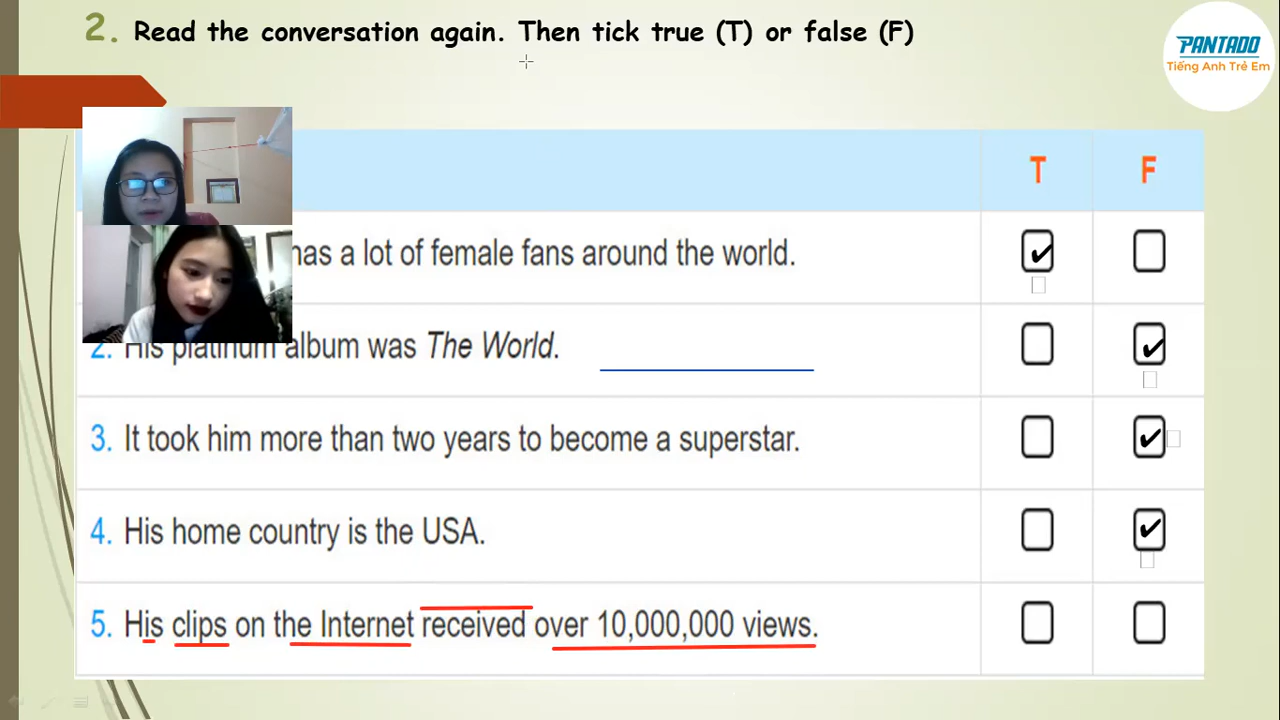 2. Read the conversation again. Then tick true (T) or false (F)
PANTADO
Tiếng Anh Trẻ Em
T F
has a lot of female fans around the world.
2. His platinum album was The World.
3. It took him more than two years to become a superstar.
4. His home country is the USA.
5. His clips on the Internet received over 10,000,000 views.